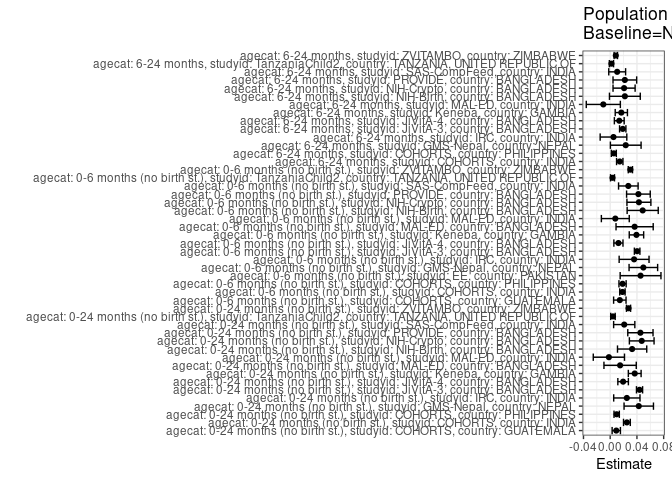 Population
Baseline=N
agecat: 6-24 months, studyid: ZVITAMBO, country: ZIMBABWE
agecat: 6-24 months, studyid: TanzaniaChild2, country: TANZANIA, UNITED REPUBLIC OF
agecat: 6-24 months, studyid: SAS-CompFeed, country: INDIA
agecat: 6-24 months, studyid: PROVIDE, country: BANGLADESH
agecat: 6-24 months, studyid: NIH-Crypto, country: BANGLADESH
agecat: 6-24 months, studyid: NIH-Birth, country: BANGLADESH
agecat: 6-24 months, studyid: MAL-ED, country: INDIA
agecat: 6-24 months, studyid: Keneba, country: GAMBIA
agecat: 6-24 months, studyid: JiVitA-4, country: BANGLADESH
agecat: 6-24 months, studyid: JiVitA-3, country: BANGLADESH
agecat: 6-24 months, studyid: IRC, country: INDIA
agecat: 6-24 months, studyid: GMS-Nepal, country: NEPAL
agecat: 6-24 months, studyid: COHORTS, country: PHILIPPINES
agecat: 6-24 months, studyid: COHORTS, country: INDIA
agecat: 0-6 months (no birth st.), studyid: ZVITAMBO, country: ZIMBABWE
agecat: 0-6 months (no birth st.), studyid: TanzaniaChild2, country: TANZANIA, UNITED REPUBLIC OF
agecat: 0-6 months (no birth st.), studyid: SAS-CompFeed, country: INDIA
agecat: 0-6 months (no birth st.), studyid: PROVIDE, country: BANGLADESH
agecat: 0-6 months (no birth st.), studyid: NIH-Crypto, country: BANGLADESH
agecat: 0-6 months (no birth st.), studyid: NIH-Birth, country: BANGLADESH
agecat: 0-6 months (no birth st.), studyid: MAL-ED, country: INDIA
agecat: 0-6 months (no birth st.), studyid: MAL-ED, country: BANGLADESH
agecat: 0-6 months (no birth st.), studyid: Keneba, country: GAMBIA
agecat: 0-6 months (no birth st.), studyid: JiVitA-4, country: BANGLADESH
agecat: 0-6 months (no birth st.), studyid: JiVitA-3, country: BANGLADESH
agecat: 0-6 months (no birth st.), studyid: IRC, country: INDIA
agecat: 0-6 months (no birth st.), studyid: GMS-Nepal, country: NEPAL
agecat: 0-6 months (no birth st.), studyid: EE, country: PAKISTAN
agecat: 0-6 months (no birth st.), studyid: COHORTS, country: PHILIPPINES
agecat: 0-6 months (no birth st.), studyid: COHORTS, country: INDIA
agecat: 0-6 months (no birth st.), studyid: COHORTS, country: GUATEMALA
agecat: 0-24 months (no birth st.), studyid: ZVITAMBO, country: ZIMBABWE
agecat: 0-24 months (no birth st.), studyid: TanzaniaChild2, country: TANZANIA, UNITED REPUBLIC OF
agecat: 0-24 months (no birth st.), studyid: SAS-CompFeed, country: INDIA
agecat: 0-24 months (no birth st.), studyid: PROVIDE, country: BANGLADESH
agecat: 0-24 months (no birth st.), studyid: NIH-Crypto, country: BANGLADESH
agecat: 0-24 months (no birth st.), studyid: NIH-Birth, country: BANGLADESH
agecat: 0-24 months (no birth st.), studyid: MAL-ED, country: INDIA
agecat: 0-24 months (no birth st.), studyid: MAL-ED, country: BANGLADESH
agecat: 0-24 months (no birth st.), studyid: Keneba, country: GAMBIA
agecat: 0-24 months (no birth st.), studyid: JiVitA-4, country: BANGLADESH
agecat: 0-24 months (no birth st.), studyid: JiVitA-3, country: BANGLADESH
agecat: 0-24 months (no birth st.), studyid: IRC, country: INDIA
agecat: 0-24 months (no birth st.), studyid: GMS-Nepal, country: NEPAL
agecat: 0-24 months (no birth st.), studyid: COHORTS, country: PHILIPPINES
agecat: 0-24 months (no birth st.), studyid: COHORTS, country: INDIA
agecat: 0-24 months (no birth st.), studyid: COHORTS, country: GUATEMALA
-0.04 0.00 0.04 0.08
Estimate